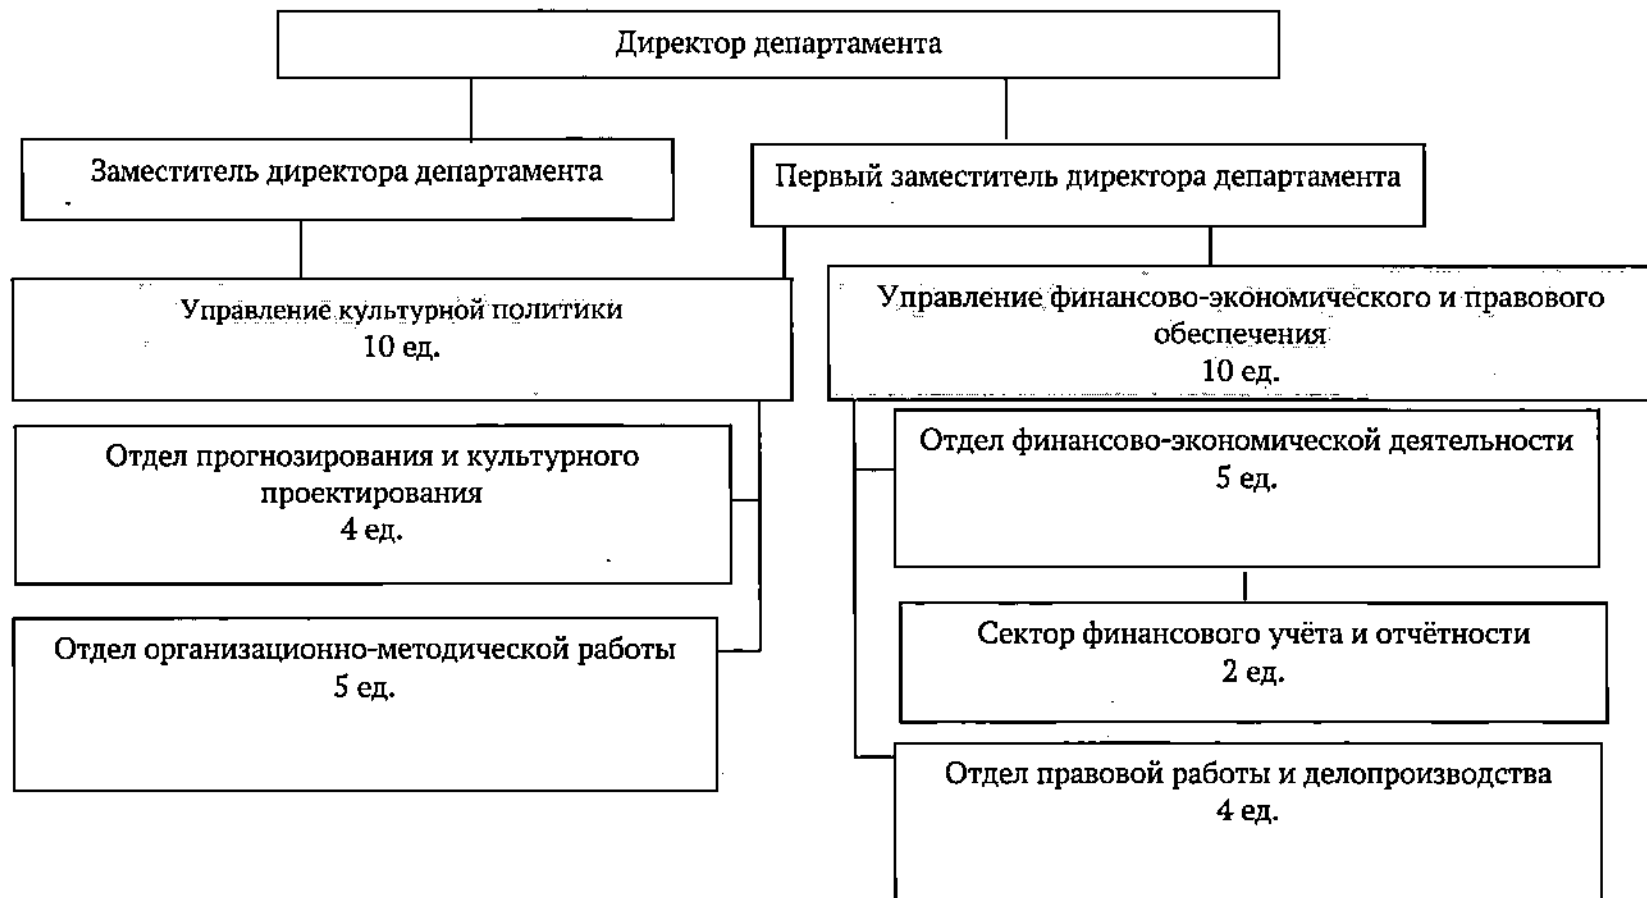 Директор департамента
Заместитель директора департамента
Первый заместитель директора департамента
Управление культурной политики
10 ед.
Управление финансово-экономического и правового
обеспечения
10 ед.
Отдел прогнозирования и культурного
проектирования
4 ед.
Отдел финансово-экономической деятельности
5 ед.
Отдел организационно-методической работы
5 ед.
Сектор финансового учёта и отчётности
2 ед.
Отдел правовой работы и делопроизводства
4 ед.